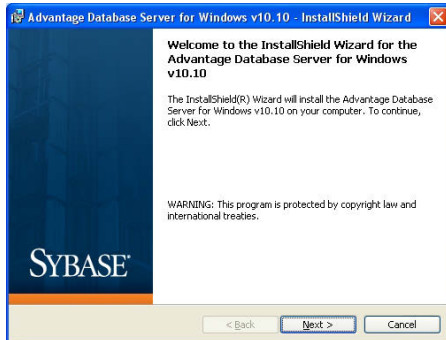 Advantage Database Server for Windows v10.10 - InstallShield Wizard
Welcome to the InstallShield Wizard for the
Advantage Database Server for Windows
v10.10
The InstallShield(R) Wizard will install the Advantage Database
Server for Windows v10.10 on your computer. To continue,
click Next.
WARNING: This program is protected by copyright law and
international treaties.
SYBASE
< Back
Next >
Cancel